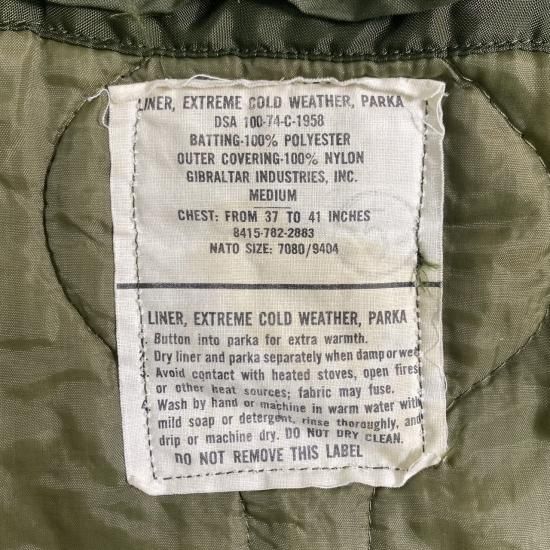 LINER, EXTREME COLD WEATHER, PARKA
DSA 100-74-C-1958
BATTING-100% POLYESTER
OUTER COVERING-100% NYLON
GIBRALTAR INDUSTRIES, INC.
MEDIUM
CHEST: FROM 37 TO 41 INCHES
8415-782-2883
NATO SIZE: 7080/9404
LINER, EXTREME COLD WEATHER, PARKA
Button into parka for extra warmth.
Dry liner and parka separately when damp or wet
Avoid contact with heated stoves, open fires
or other heat sources; fabric may fuse.
Wash by hand or machine in warm water with
mild soap or detergent, rinse thoroughly, and
drip or machine dry. DO NOT DRY CLEAN.
DO NOT REMOVE THIS LABEL